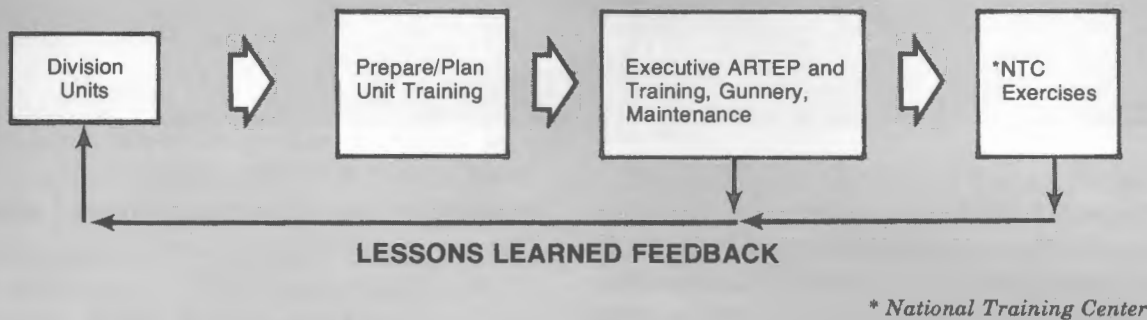 Division
Units
Prepare/Plan
Unit Training
Executive ARTEP and
Training, Gunnery,
Maintenance
*NTC
Exercises
LESSONS LEARNED FEEDBACK
* National Training Center